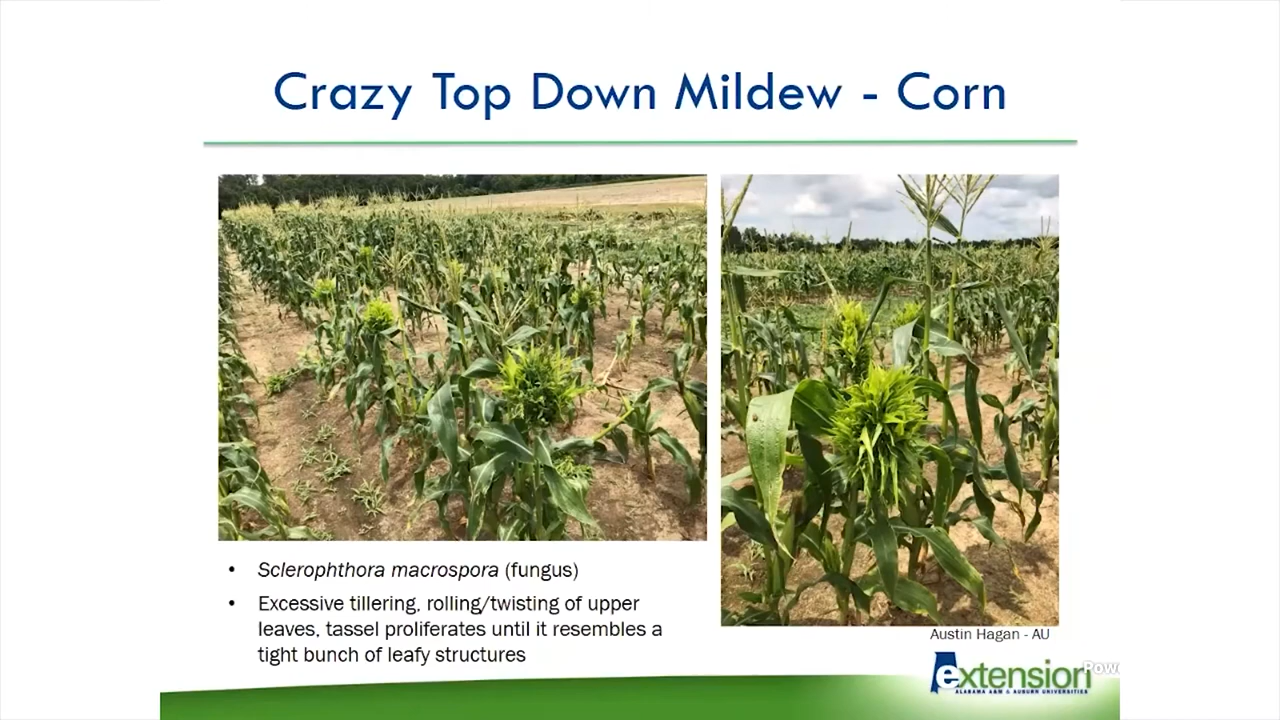 Crazy Top Down Mildew - Corn
• Sclerophthora macrospora (fungus)
• Excessive tillering, rolling/twisting of upper
leaves, tassel proliferates until it resembles a
tight bunch of leafy structures
Austin Hagan - AU
extension
ALABAMA A&M & AUBURN UNIVERSITIES
Powe